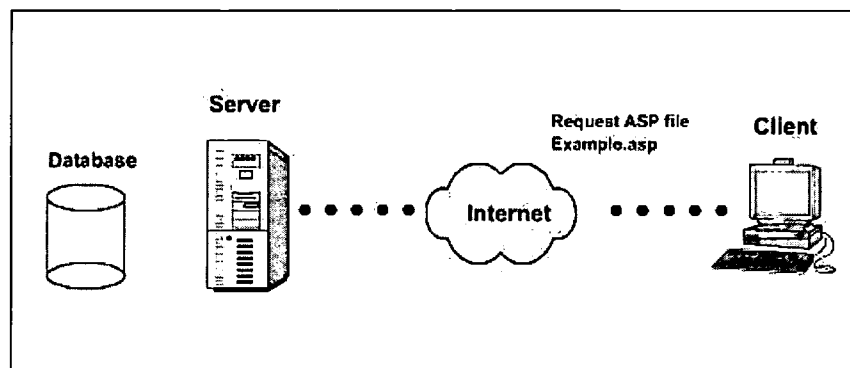 Server
Request ASP file
Example.asp
Client
Database
Internet